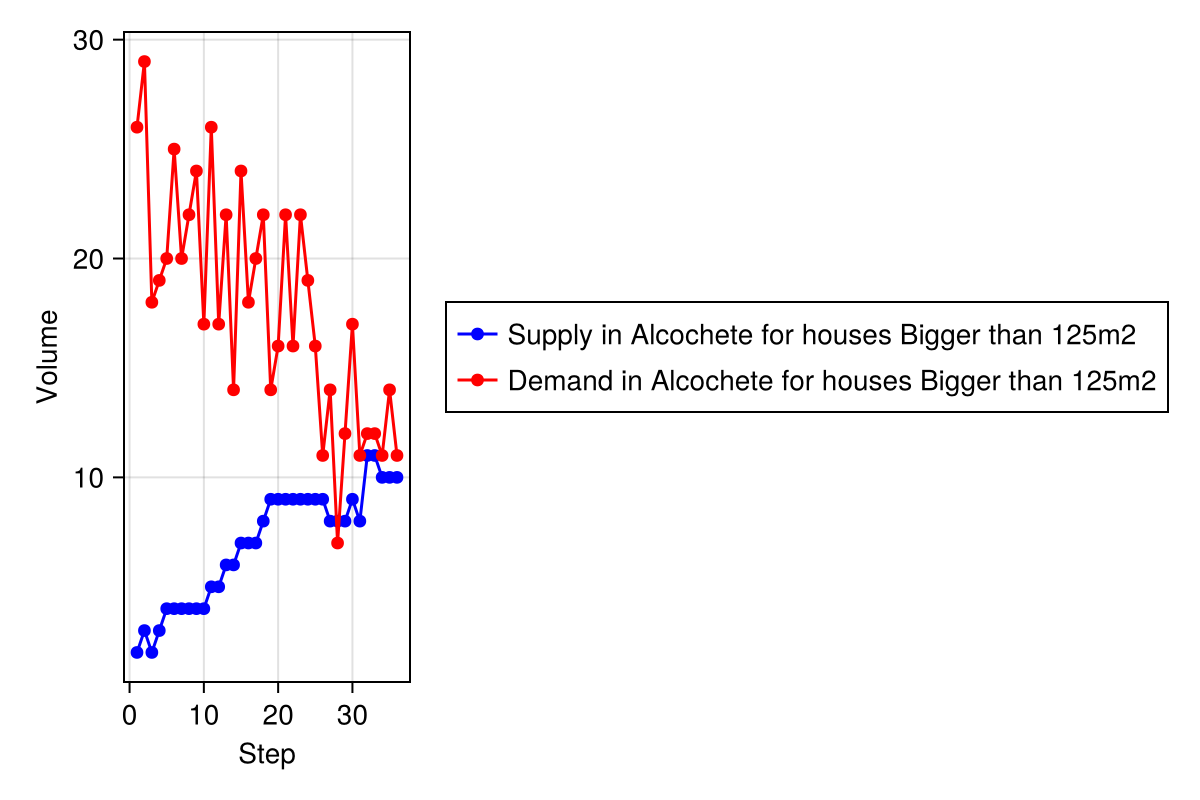 30
20
10
Volume
0 10 20 30
Step
Supply in Alcochete for houses Bigger than 125m2
Demand in Alcochete for houses Bigger than 125m2